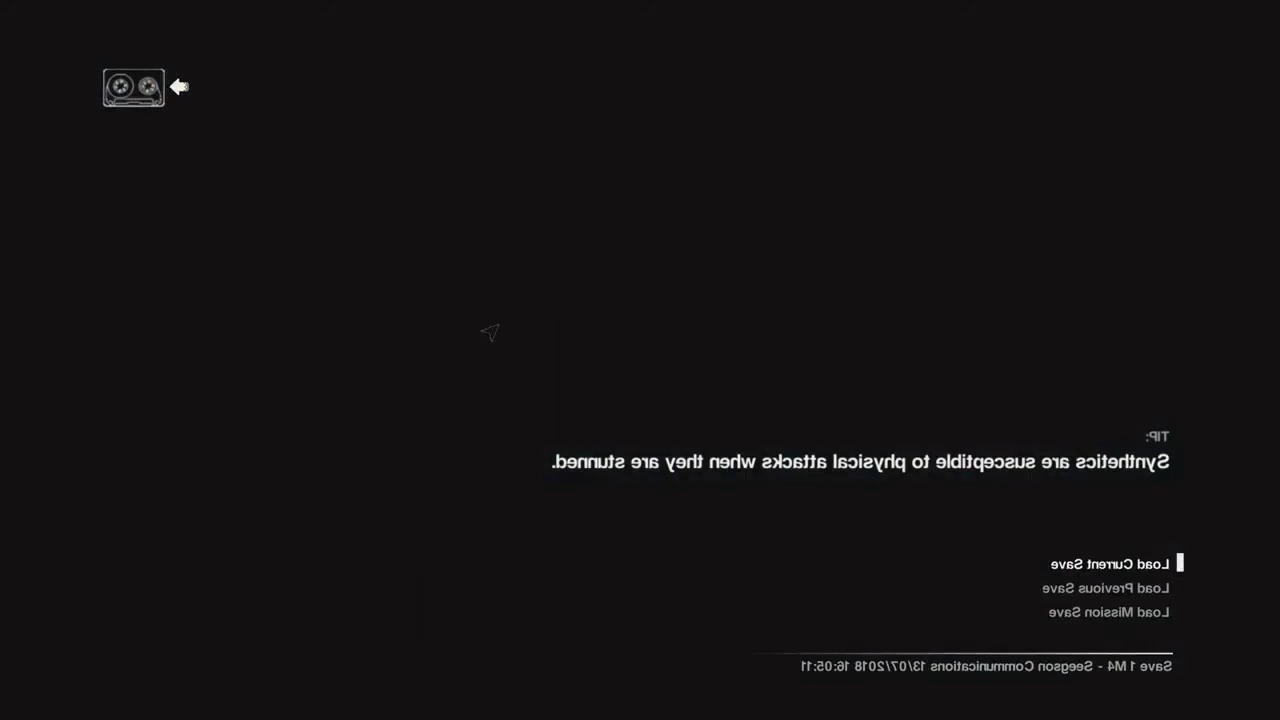 TIP:
Synthetics are susceptible to physical attacks when they are stunned.
Load Current Save
Load Previous Save
Load Mission Save
Save 1 M4 - Seegson Communications 13/07/2018 16:05:11